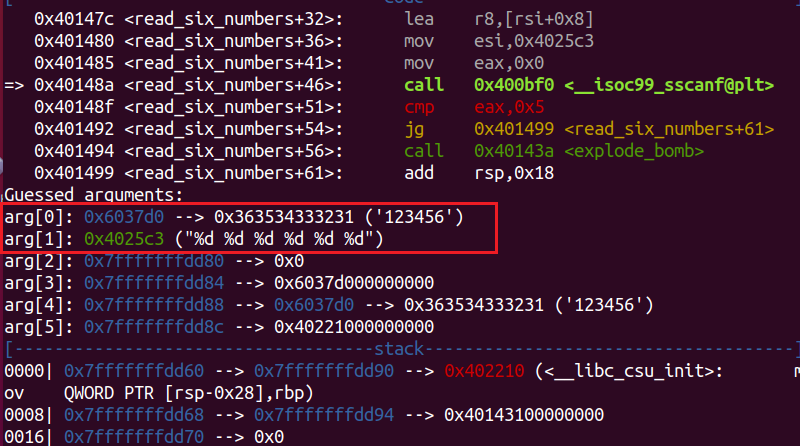 [------------------------------------code------------------------------------]
0x40147c <read_six_numbers+32>: lea r8,[rsi+0x8]
0x401480 <read_six_numbers+36>: mov esi,0x4025c3
0x401485 <read_six_numbers+41>: mov eax,0x0
=> 0x40148a <read_six_numbers+46>: call 0x400bf0 <__isoc99_sscanf@plt>
0x40148f <read_six_numbers+51>: cmp eax,0x5
0x401492 <read_six_numbers+54>: jg 0x401499 <read_six_numbers+61>
0x401494 <read_six_numbers+56>: call 0x40143a <explode_bomb>
0x401499 <read_six_numbers+61>: add rsp,0x18
Guessed arguments:
arg[0]: 0x6037d0 --> 0x363534333231 ('123456')
arg[1]: 0x4025c3 ("%d %d %d %d %d %d")
arg[2]: 0x7fffffffdd80 --> 0x0
arg[3]: 0x7fffffffdd84 --> 0x6037d000000000
arg[4]: 0x7fffffffdd88 --> 0x6037d0 --> 0x363534333231 ('123456')
arg[5]: 0x7fffffffdd8c --> 0x40221000000000
[------------------------------------stack-------------------------------------]
0000| 0x7fffffffdd60 --> 0x7fffffffdd90 --> 0x402210 (<__libc_csu_init>: m
ov QWORD PTR [rsp-0x28],rbp)
0008| 0x7fffffffdd68 --> 0x7fffffffdd94 --> 0x40143100000000
0016| 0x7fffffffdd70 --> 0x0